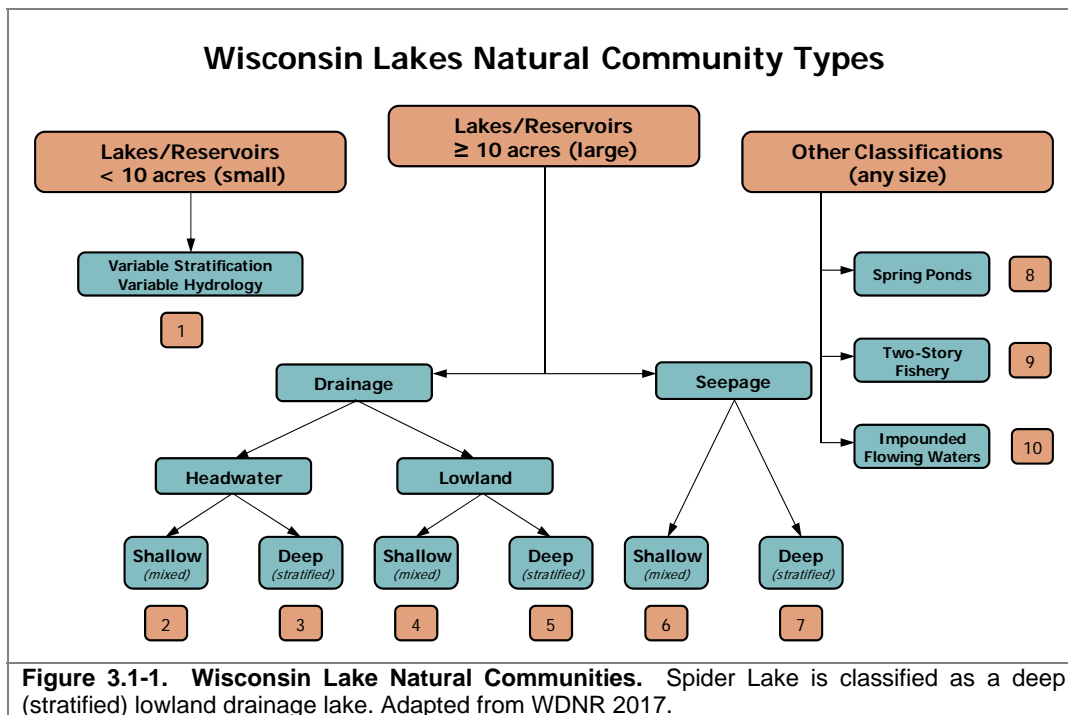 Wisconsin Lakes Natural Community Types
Lakes/Reservoirs
< 10 acres (small)
Lakes/Reservoirs
≥ 10 acres (large)
Other Classifications
(any size)
Variable Stratification
Variable Hydrology
1
Spring Ponds
8
Two-Story
Fishery
9
Impounded
Flowing Waters
10
Drainage
Seepage
Headwater
Lowland
Shallow
(mixed)
Deep
(stratified)
Shallow
(mixed)
Deep
(stratified)
Shallow
(mixed)
Deep
(stratified)
2
3
4
5
6
7
Figure 3.1-1. Wisconsin Lake Natural Communities. Spider Lake is classified as a deep
(stratified) lowland drainage lake. Adapted from WDNR 2017.